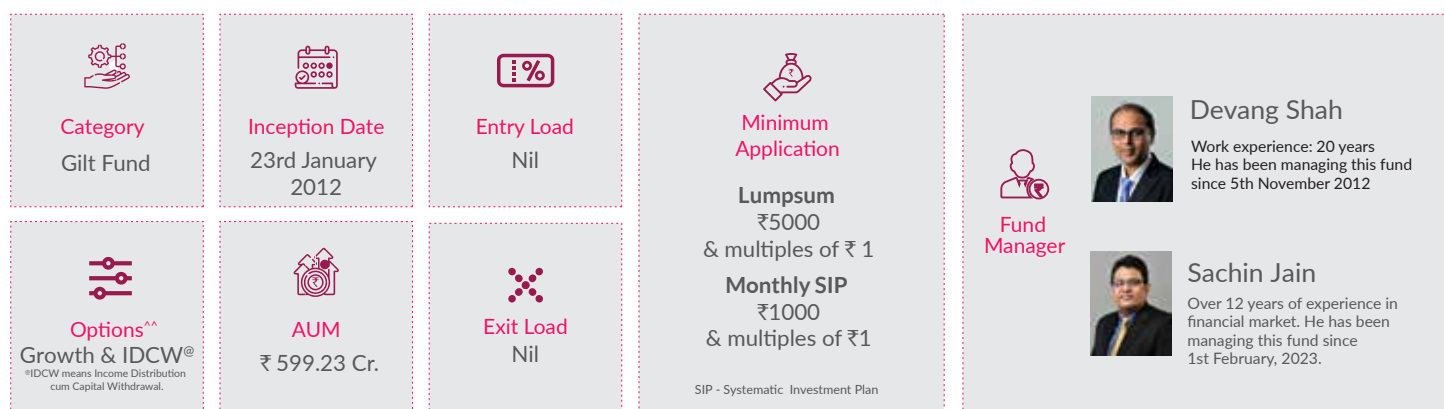 Category
Gilt Fund
Inception Date
23rd January
2012
Entry Load
Nil
Options^^
Growth & IDCW@
@IDCW means Income Distribution
cum Capital Withdrawal.
AUM
₹ 599.23 Cr.
Exit Load
Nil
Minimum
Application
Lumpsum
₹5000
& multiples of ₹ 1
Monthly SIP
₹1000
& multiples of ₹1
SIP - Systematic Investment Plan
Fund
Manager
Devang Shah
Work experience: 20 years
He has been managing this fund
since 5th November 2012
Sachin Jain
Over 12 years of experience in
financial market. He has been
managing this fund since
1st February, 2023.